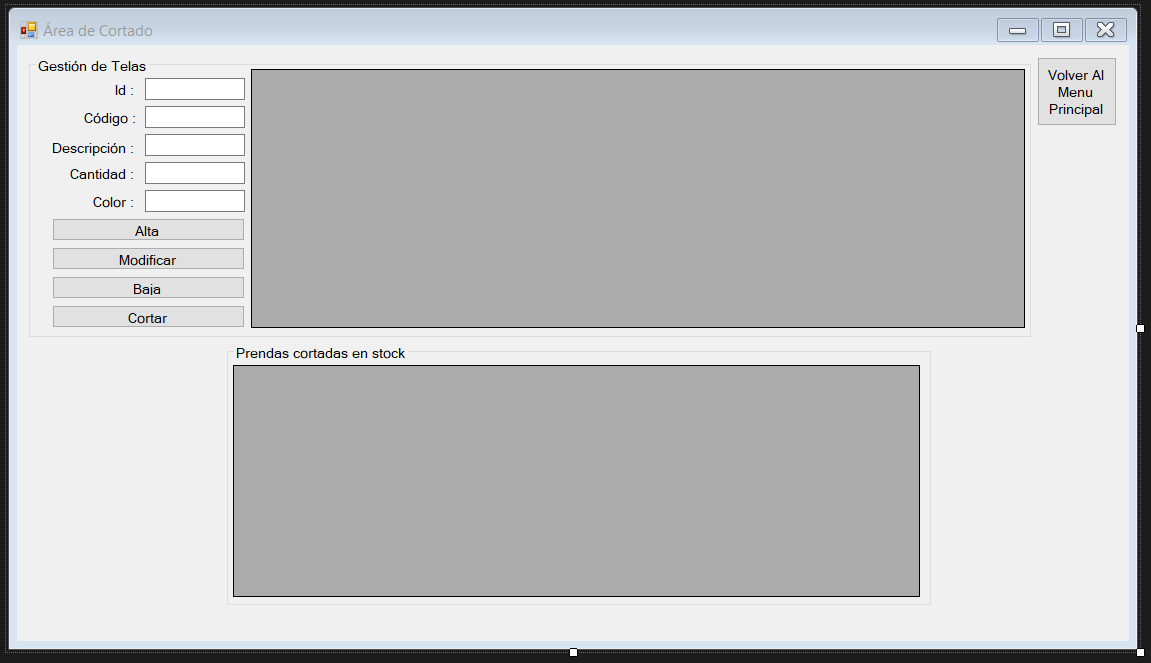 Área de Cortado
Gestión de Telas
Id :
Código :
Descripción :
Cantidad :
Color :
Alta
Modificar
Baja
Cortar
Volver Al
Menu
Principal
Prendas cortadas en stock